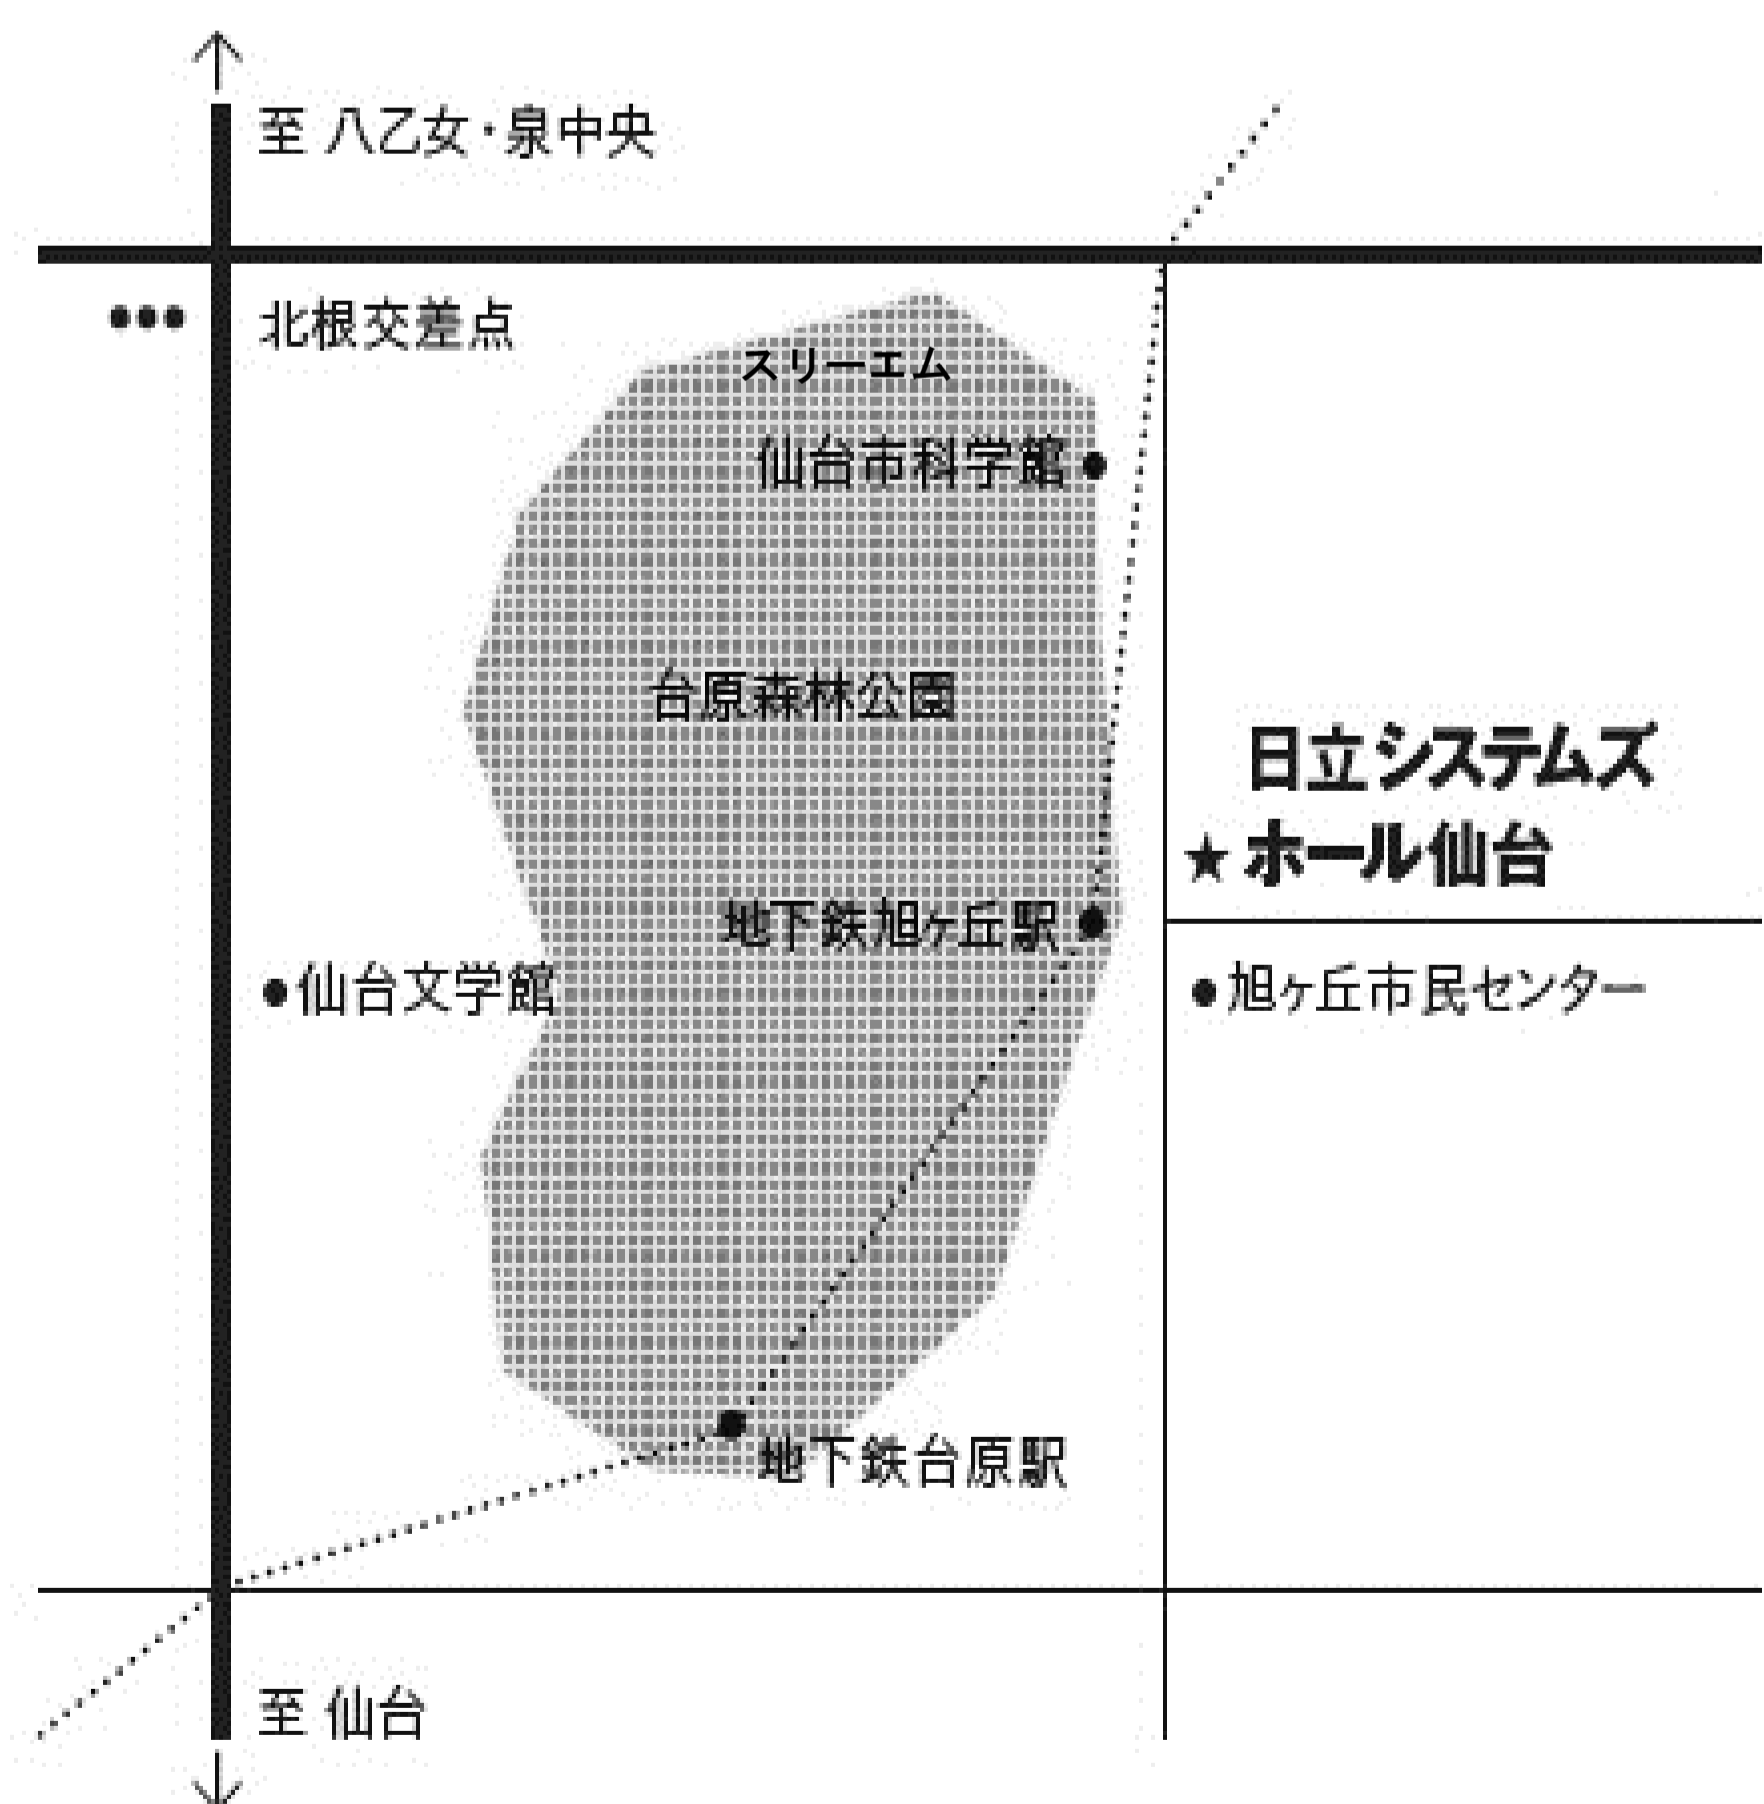 至 八乙女・泉中央
北根交差点
スリーエム
仙台市科学館
台原森林公園
日立システムズ
★ ホール仙台
地下鉄旭ヶ丘駅
仙台文学館
旭ヶ丘市民センター
地下鉄台原駅
至 仙台